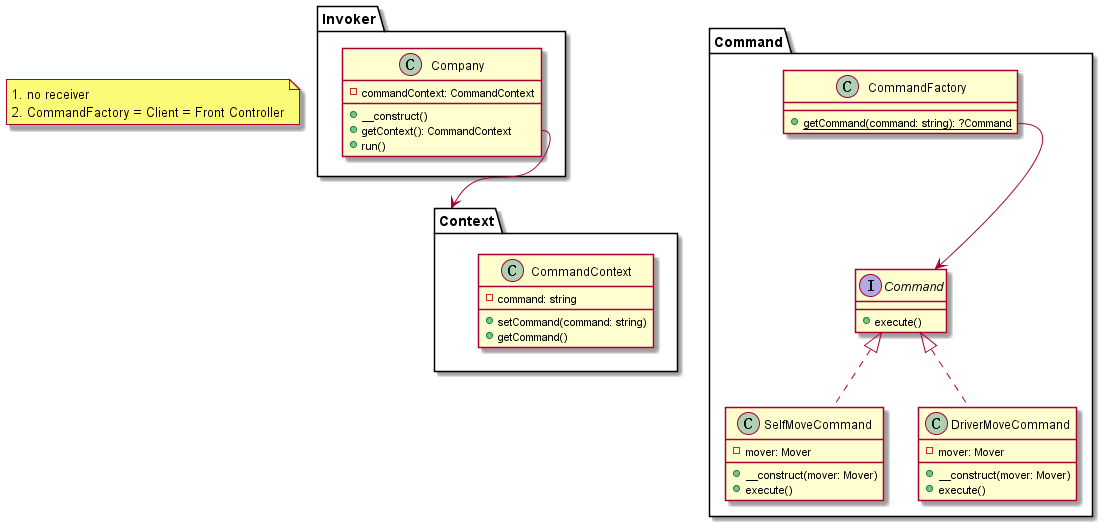 1. no receiver
2. CommandFactory = Client = Front Controller
Invoker
C Company
commandContext: CommandContext
__construct()
getContext(): CommandContext
run()
Context
C CommandContext
command: string
setCommand(command: string)
getCommand()
Command
C CommandFactory
getCommand(command: string): ?Command
I Command
execute()
C SelfMoveCommand
mover: Mover
__construct(mover: Mover)
execute()
C DriverMoveCommand
mover: Mover
__construct(mover: Mover)
execute()